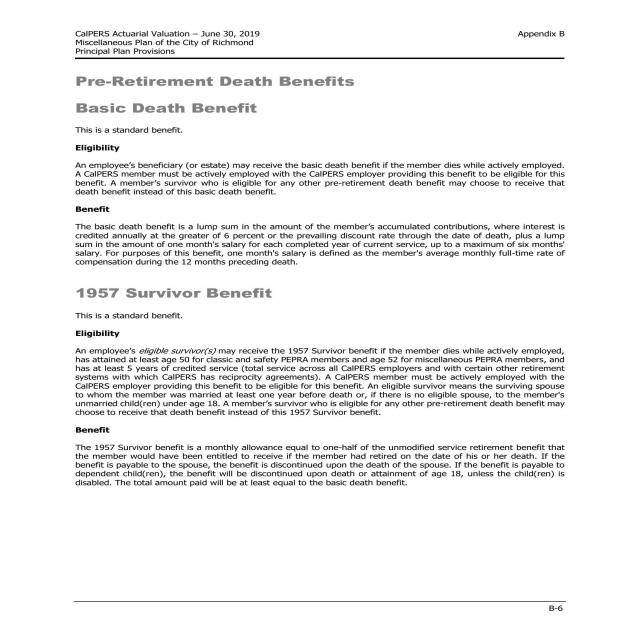 CalPERS Actuarial Valuation – June 30, 2019 Appendix B
Miscellaneous Plan of the City of Richmond
Principal Plan Provisions
Pre-Retirement Death Benefits
Basic Death Benefit
This is a standard benefit.
Eligibility
An employee's beneficiary (or estate) may receive the basic death benefit if the member dies while actively employed.
A CalPERS member must be actively employed with the CalPERS employer providing this benefit to be eligible for this
benefit. A member's survivor who is eligible for any other pre-retirement death benefit may choose to receive that
death benefit instead of this basic death benefit.
Benefit
The basic death benefit is a lump sum in the amount of the member's accumulated contributions, where interest is
credited annually at the greater of 6 percent or the prevailing discount rate through the date of death, plus a lump
sum in the amount of one month's salary for each completed year of current service, up to a maximum of six months'
salary. For purposes of this benefit, one month's salary is defined as the member's average monthly full-time rate of
compensation during the 12 months preceding death.
1957 Survivor Benefit
This is a standard benefit.
Eligibility
An employee's eligible survivor(s) may receive the 1957 Survivor benefit if the member dies while actively employed,
has attained at least age 50 for classic and safety PEPRA members and age 52 for miscellaneous PEPRA members, and
has at least 5 years of credited service (total service across all CalPERS employers and with certain other retirement
systems with which CalPERS has reciprocity agreements). A CalPERS member must be actively employed with the
CalPERS employer providing this benefit to be eligible for this benefit. An eligible survivor means the surviving spouse
to whom the member was married at least one year before death or, if there is no eligible spouse, to the member's
unmarried child(ren) under age 18. A member's survivor who is eligible for any other pre-retirement death benefit may
choose to receive that death benefit instead of this 1957 Survivor benefit.
Benefit
The 1957 Survivor benefit is a monthly allowance equal to one-half of the unmodified service retirement benefit that
the member would have been entitled to receive if the member had retired on the date of his or her death. If the
benefit is payable to the spouse, the benefit is discontinued upon the death of the spouse. If the benefit is payable to
dependent child(ren), the benefit will be discontinued upon death or attainment of age 18, unless the child(ren) is
disabled. The total amount paid will be at least equal to the basic death benefit.
B-6